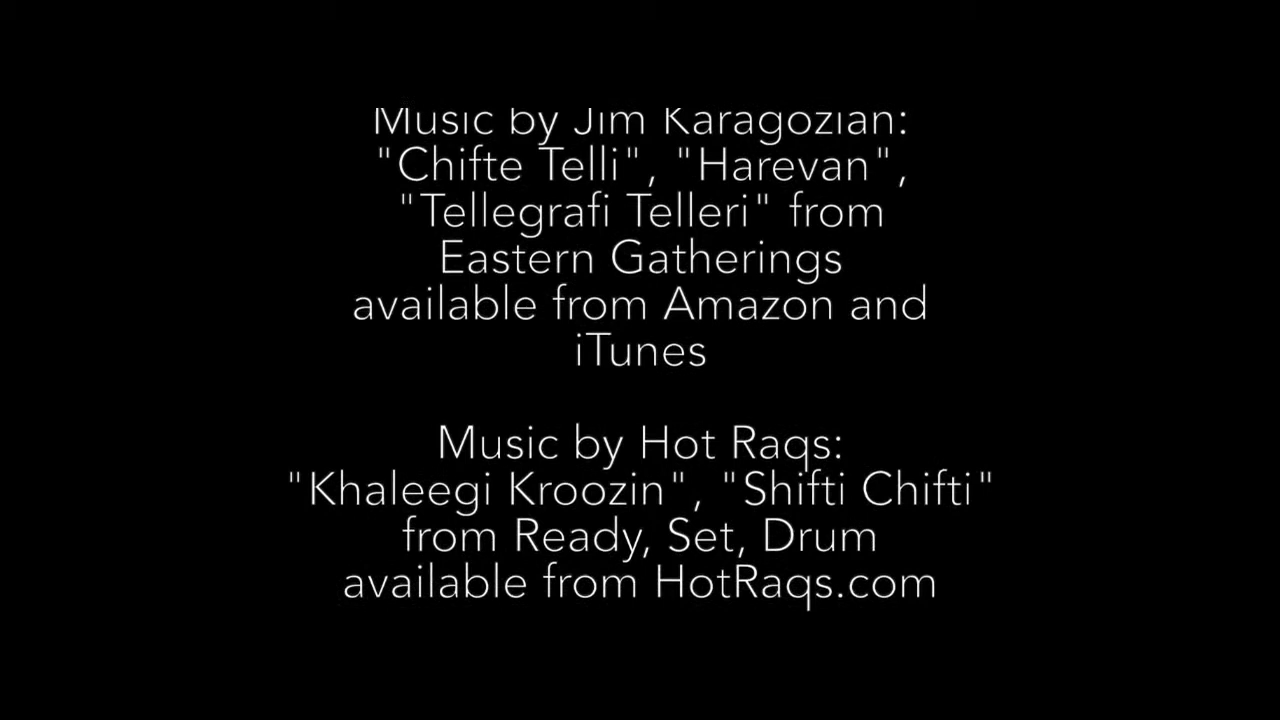 Music by Jim Karagozian:
"Chifte Telli", "Harevan",
"Tellegrafi Telleri" from
Eastern Gatherings
available from Amazon and
iTunes
Music by Hot Raqs:
"Khaleegi Kroozin", "Shifti Chifti"
from Ready, Set, Drum
available from HotRaqs.com